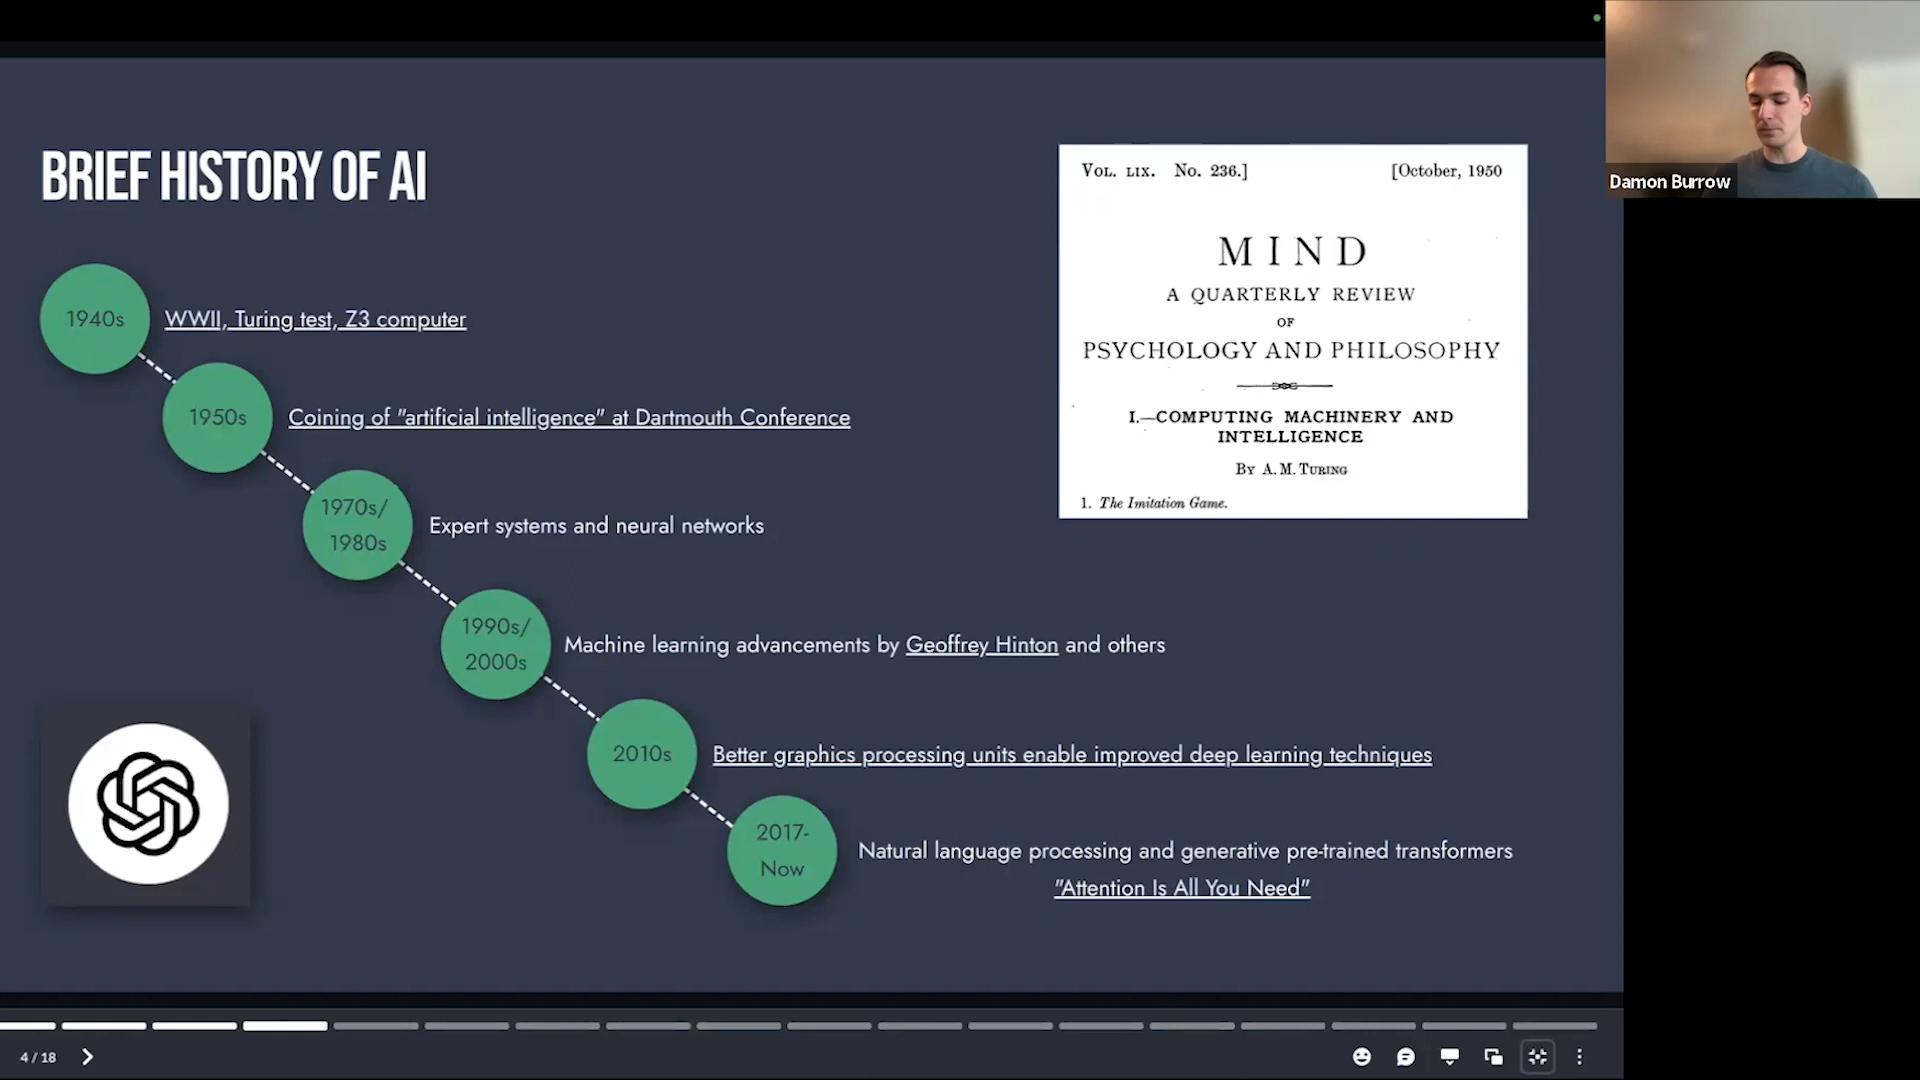 BRIEF HISTORY OF AI
1940s
WWII, Turing test, Z3 computer
1950s
Coining of "artificial intelligence" at Dartmouth Conference
1970s/
1980s
Expert systems and neural networks
1990s/
2000s
Machine learning advancements by Geoffrey Hinton and others
2010s
Better graphics processing units enable improved deep learning techniques
2017-
Now
Natural language processing and generative pre-trained transformers
"Attention Is All You Need"
VOL. LIX. No. 236.] [October, 1950
MIND
A QUARTERLY REVIEW
OF
PSYCHOLOGY AND PHILOSOPHY
I.—COMPUTING MACHINERY AND
INTELLIGENCE
BY A. M. TURING
1. The Imitation Game.
Damon Burrow
4 / 18